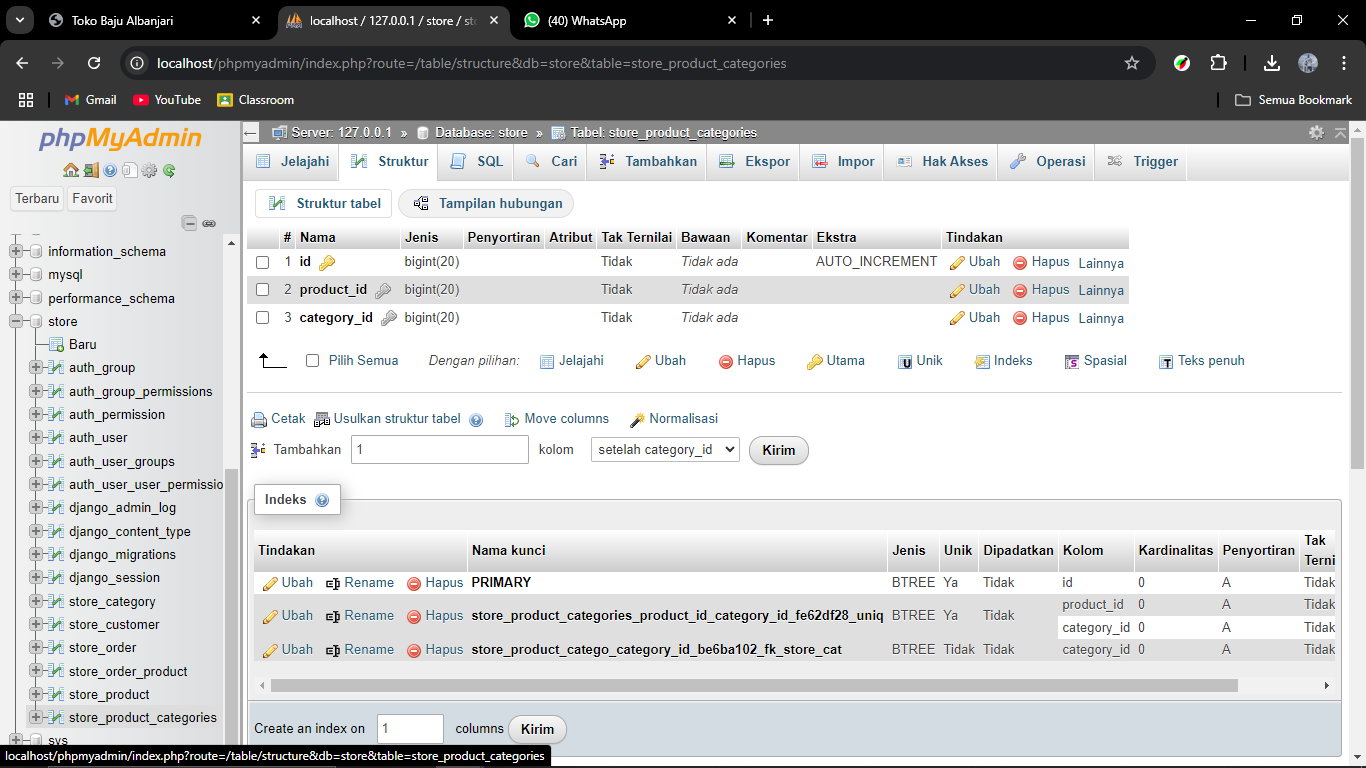 Toko Baju Albanjari
localhost / 127.0.0.1 / store / st
(40) WhatsApp
localhost/phpmyadmin/index.php?route=/table/structure&db=store&table=store_product_categories
Gmail YouTube Classroom Semua Bookmark
phpMyAdmin
Terbaru Favorit
information_schema
mysql
performance_schema
store
Baru
auth_group
auth_group_permissions
auth_permission
auth_user
auth_user_groups
auth_user_user_permissio
django_admin_log
django_content_type
django_migrations
django_session
store_category
store_customer
store_order
store_order_product
store_product
store_product_categories
sys
Server: 127.0.0.1 » Database: store » Tabel: store_product_categories
Jelajahi Struktur SQL Cari Tambahkan Ekspor Impor Hak Akses Operasi Trigger
Struktur tabel Tampilan hubungan
# Nama Jenis Penyortiran Atribut Tak Ternilai Bawaan Komentar Ekstra Tindakan
1 id bigint(20) Tidak Tidak ada AUTO_INCREMENT Ubah Hapus Lainnya
2 product_id bigint(20) Tidak Tidak ada Ubah Hapus Lainnya
3 category_id bigint(20) Tidak Tidak ada Ubah Hapus Lainnya
Pilih Semua Dengan pilihan: Jelajahi Ubah Hapus Utama Unik Indeks Spasial Teks penuh
Cetak Usulkan struktur tabel Move columns Normalisasi
Tambahkan 1 kolom setelah category_id Kirim
Indeks
Tindakan Nama kunci Jenis Unik Dipadatkan Kolom Kardinalitas Penyortiran Tak Terni
Ubah Rename Hapus PRIMARY BTREE Ya Tidak id 0 A Tidak
Ubah Rename Hapus store_product_categories_product_id_category_id_fe62df28_uniq BTREE Ya Tidak product_id 0 A Tidak
category_id 0 A Tidak
Ubah Rename Hapus store_product_catego_category_id_be6ba102_fk_store_cat BTREE Tidak Tidak category_id 0 A Tidak
Create an index on 1 columns Kirim
localhost/phpmyadmin/index.php?route=/table/structure&db=store&table=store_product_categories